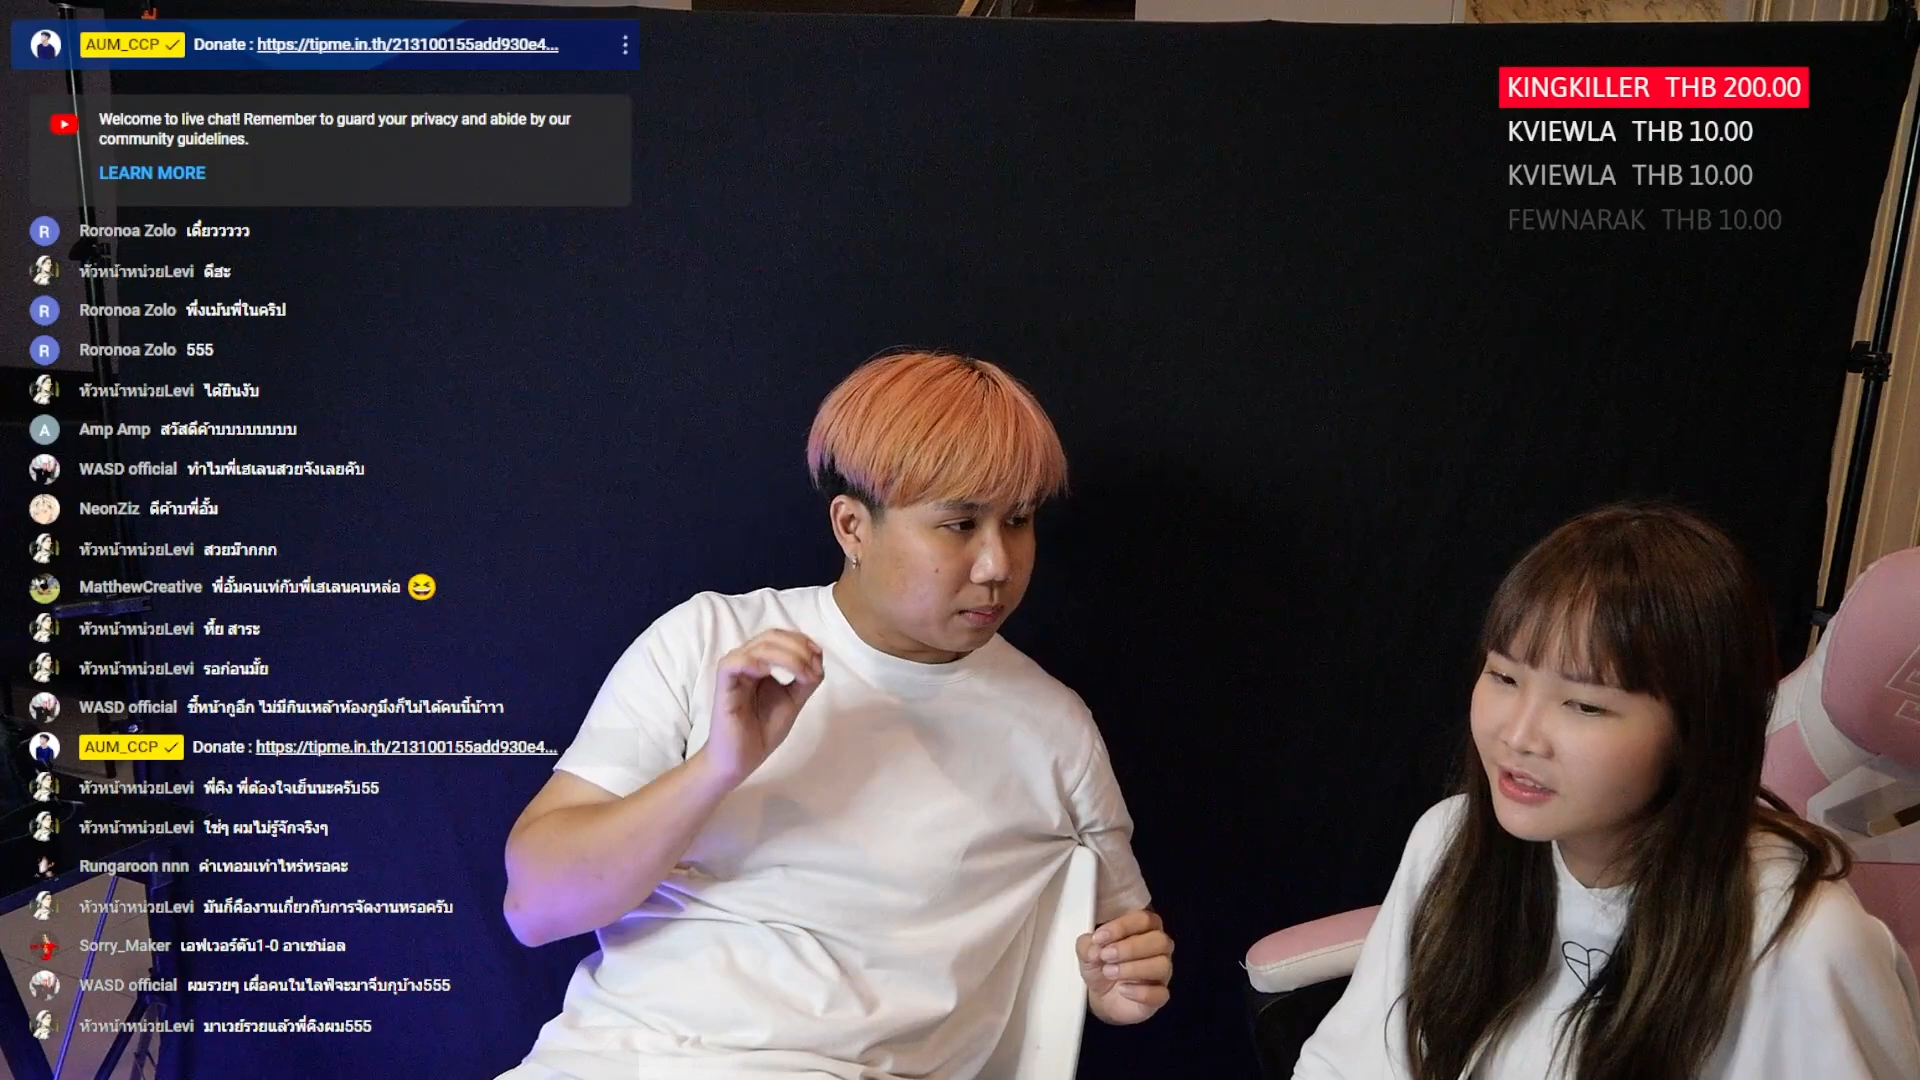 AUM_CCP Donate : https://tipme.in.th/213100155add930e4...
Welcome to live chat! Remember to guard your privacy and abide by our
community guidelines.
LEARN MORE
Roronoa Zolo เดี๋ยวววว
หัวหน้าหน่วยLevi ดีฮะ
Roronoa Zolo พึ่งเม้นพี่ในคริป
Roronoa Zolo 555
หัวหน้าหน่วยLevi ได้ยินงับ
Amp Amp สวัสดีค้าบบบบบบบ
WASD official ทำไมพี่เฮเลนสวยจังเลยคับ
NeonZiz ดีค้าบพี่อั้ม
หัวหน้าหน่วยLevi สวยม๊ากกก
MatthewCreative พี่อั้มคนเท่กับพี่เฮเลนคนหล่อ 😆
หัวหน้าหน่วยLevi หึ้ย สาระ
หัวหน้าหน่วยLevi รอก่อนมั้ย
WASD official ชี้หน้ากูอีก ไม่มีกินเหล้าห้องกูมึงก็ไม่ได้คนนี้น้าาา
AUM_CCP Donate : https://tipme.in.th/213100155add930e4...
หัวหน้าหน่วยLevi พี่คิง พี่ต้องใจเย็นนะครับ55
หัวหน้าหน่วยLevi ใช่ๆ ผมไม่รู้จักจริงๆ
Rungaroon nnn ค่าเทอมเท่าไหร่หรอคะ
หัวหน้าหน่วยLevi มันก็คืองานเกี่ยวกับการจัดงานหรอครับ
Sorry_Maker เอฟเวอร์ตัน1-0 อาเซน่อล
WASD official ผมรวยๆ เผื่อคนในไลฟ์จะมาจีบกุบ้าง555
หัวหน้าหน่วยLevi มาเวย์รวยแล้วพี่คิงผม555
KINGKILLER THB 200.00
KVIEWLA THB 10.00
KVIEWLA THB 10.00
FEWNARAK THB 10.00